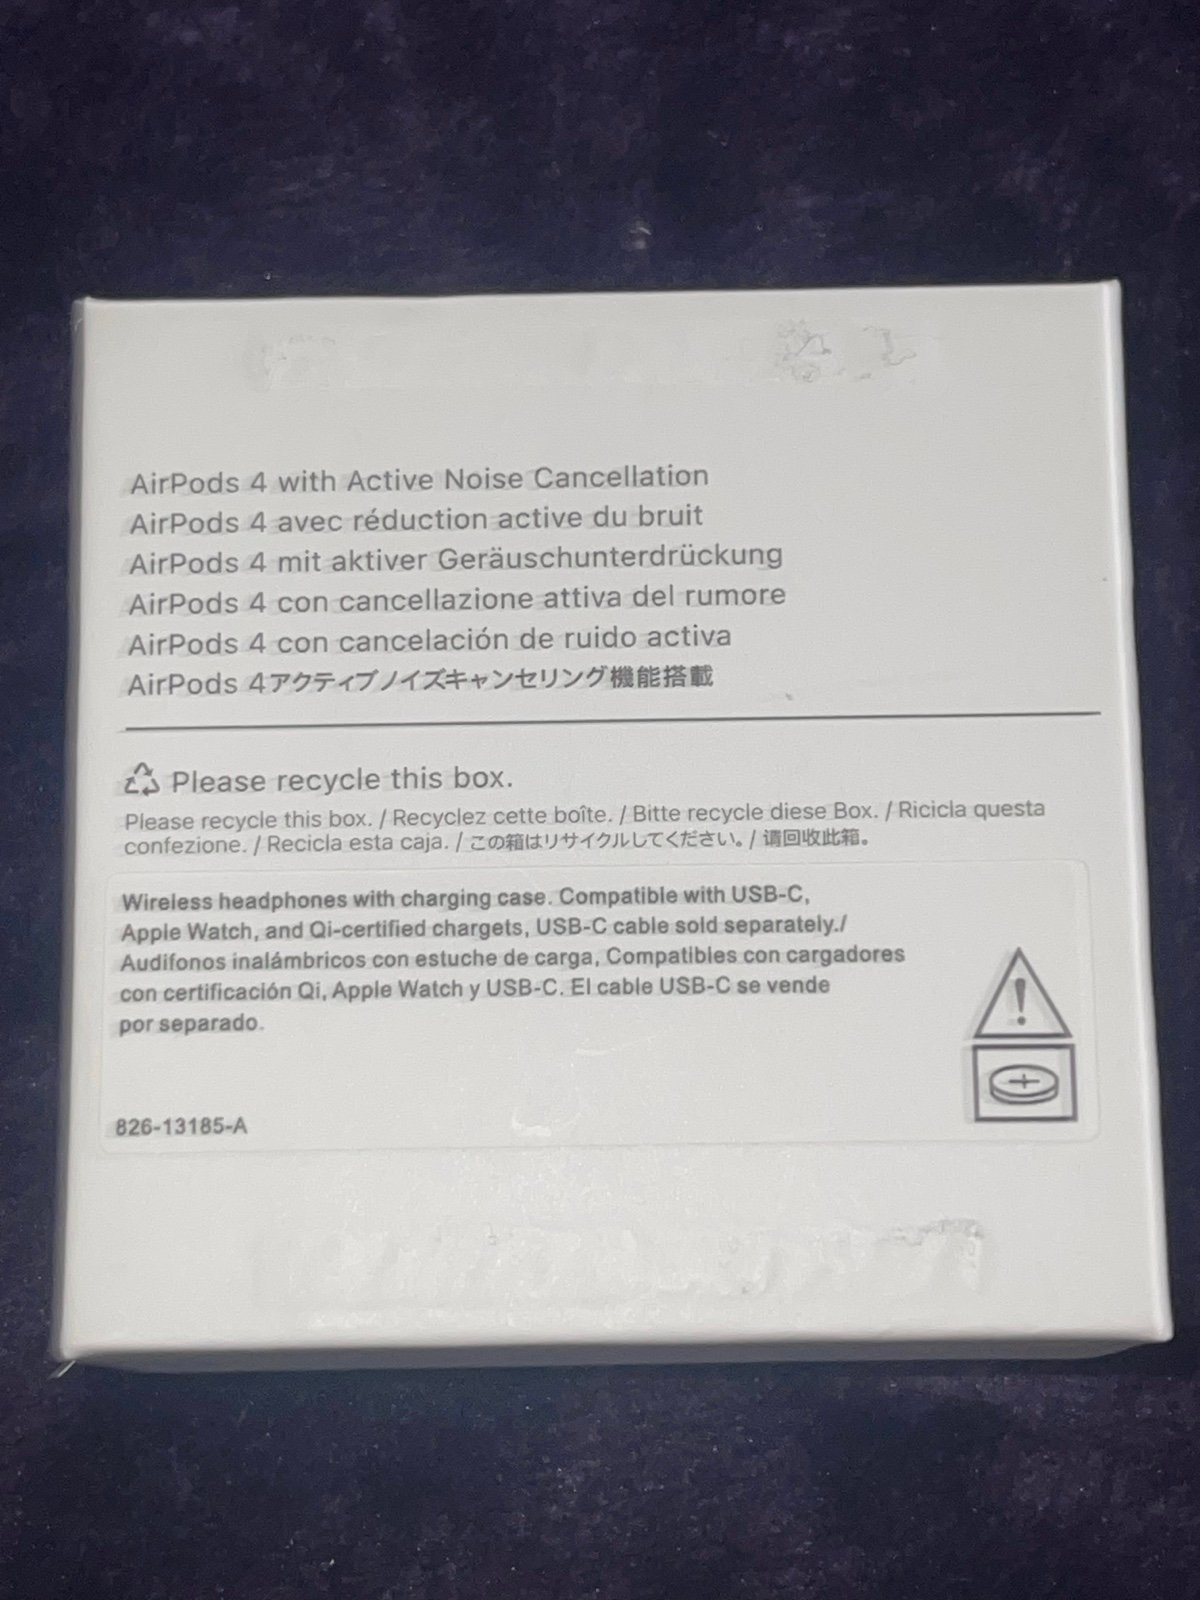 AirPods 4 with Active Noise Cancellation
AirPods 4 avec réduction active du bruit
AirPods 4 mit aktiver Geräuschunterdrückung
AirPods 4 con cancellazione attiva del rumore
AirPods 4 con cancelación de ruido activa
AirPods 4アクティブノイズキャンセリング機能搭載
Please recycle this box.
Please recycle this box. / Recyclez cette boîte. / Bitte recycle diese Box. / Ricicla questa
confezione. / Recicla esta caja. / この箱はリサイクルしてください。/ 请回收此箱。
Wireless headphones with charging case. Compatible with USB-C,
Apple Watch, and Qi-certified chargets, USB-C cable sold separately./
Audífonos inalámbricos con estuche de carga, Compatibles con cargadores
con certificación Qi, Apple Watch y USB-C. El cable USB-C se vende
por separado.
826-13185-A